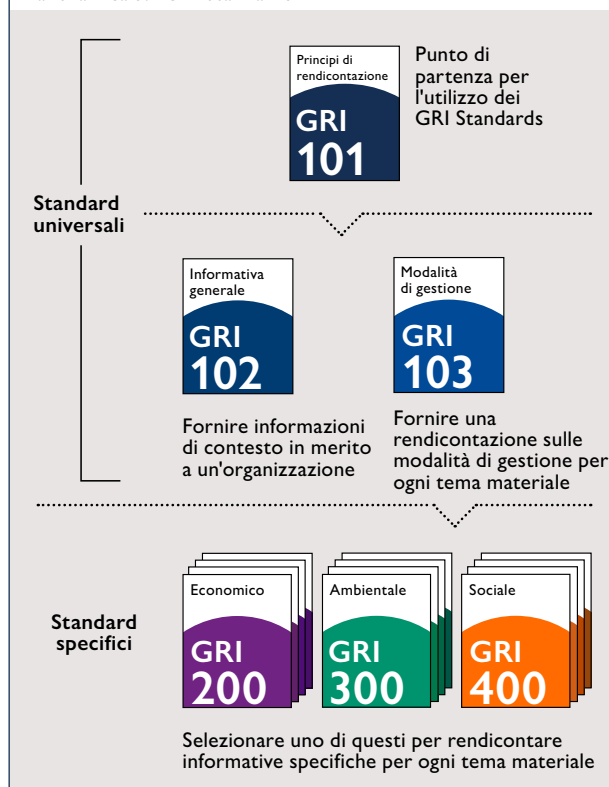 Principi di
rendicontazione
GRI
101
Punto di
partenza per
l'utilizzo dei
GRI Standards
Standard
universali
Informativa
generale
GRI
102
Modalità
di gestione
GRI
103
Fornire informazioni
di contesto in merito
a un'organizzazione
Fornire una
rendicontazione sulle
modalità di gestione per
ogni tema materiale
Standard
specifici
Economico
GRI
200
Ambientale
GRI
300
Sociale
GRI
400
Selezionare uno di questi per rendicontare
informative specifiche per ogni tema materiale